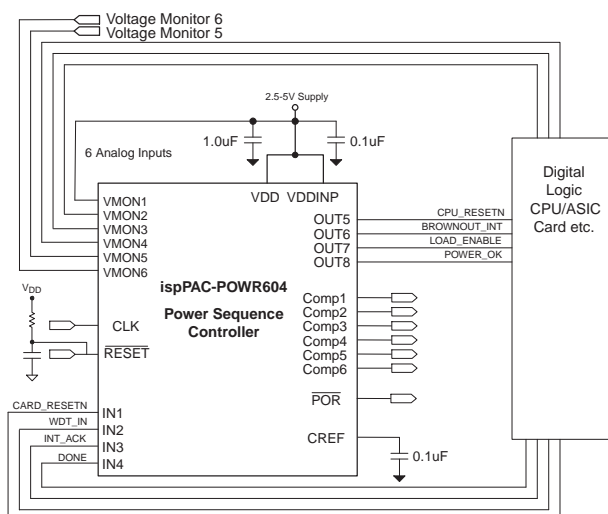 Voltage Monitor 6
Voltage Monitor 5
2.5-5V Supply
1.0uF
0.1uF
6 Analog Inputs
VDD VDDINP
VMON1
VMON2
VMON3
VMON4
VMON5
VMON6
OUT5
OUT6
OUT7
OUT8
CPU_RESETN
BROWNOUT_INT
LOAD_ENABLE
POWER_OK
Digital
Logic
CPU/ASIC
Card etc.
ispPAC-POWR604
Power Sequence
Controller
VDD
CLK
RESET
Comp1
Comp2
Comp3
Comp4
Comp5
Comp6
POR
CARD_RESETN
WDT_IN
INT_ACK
DONE
IN1
IN2
IN3
IN4
CREF
0.1uF